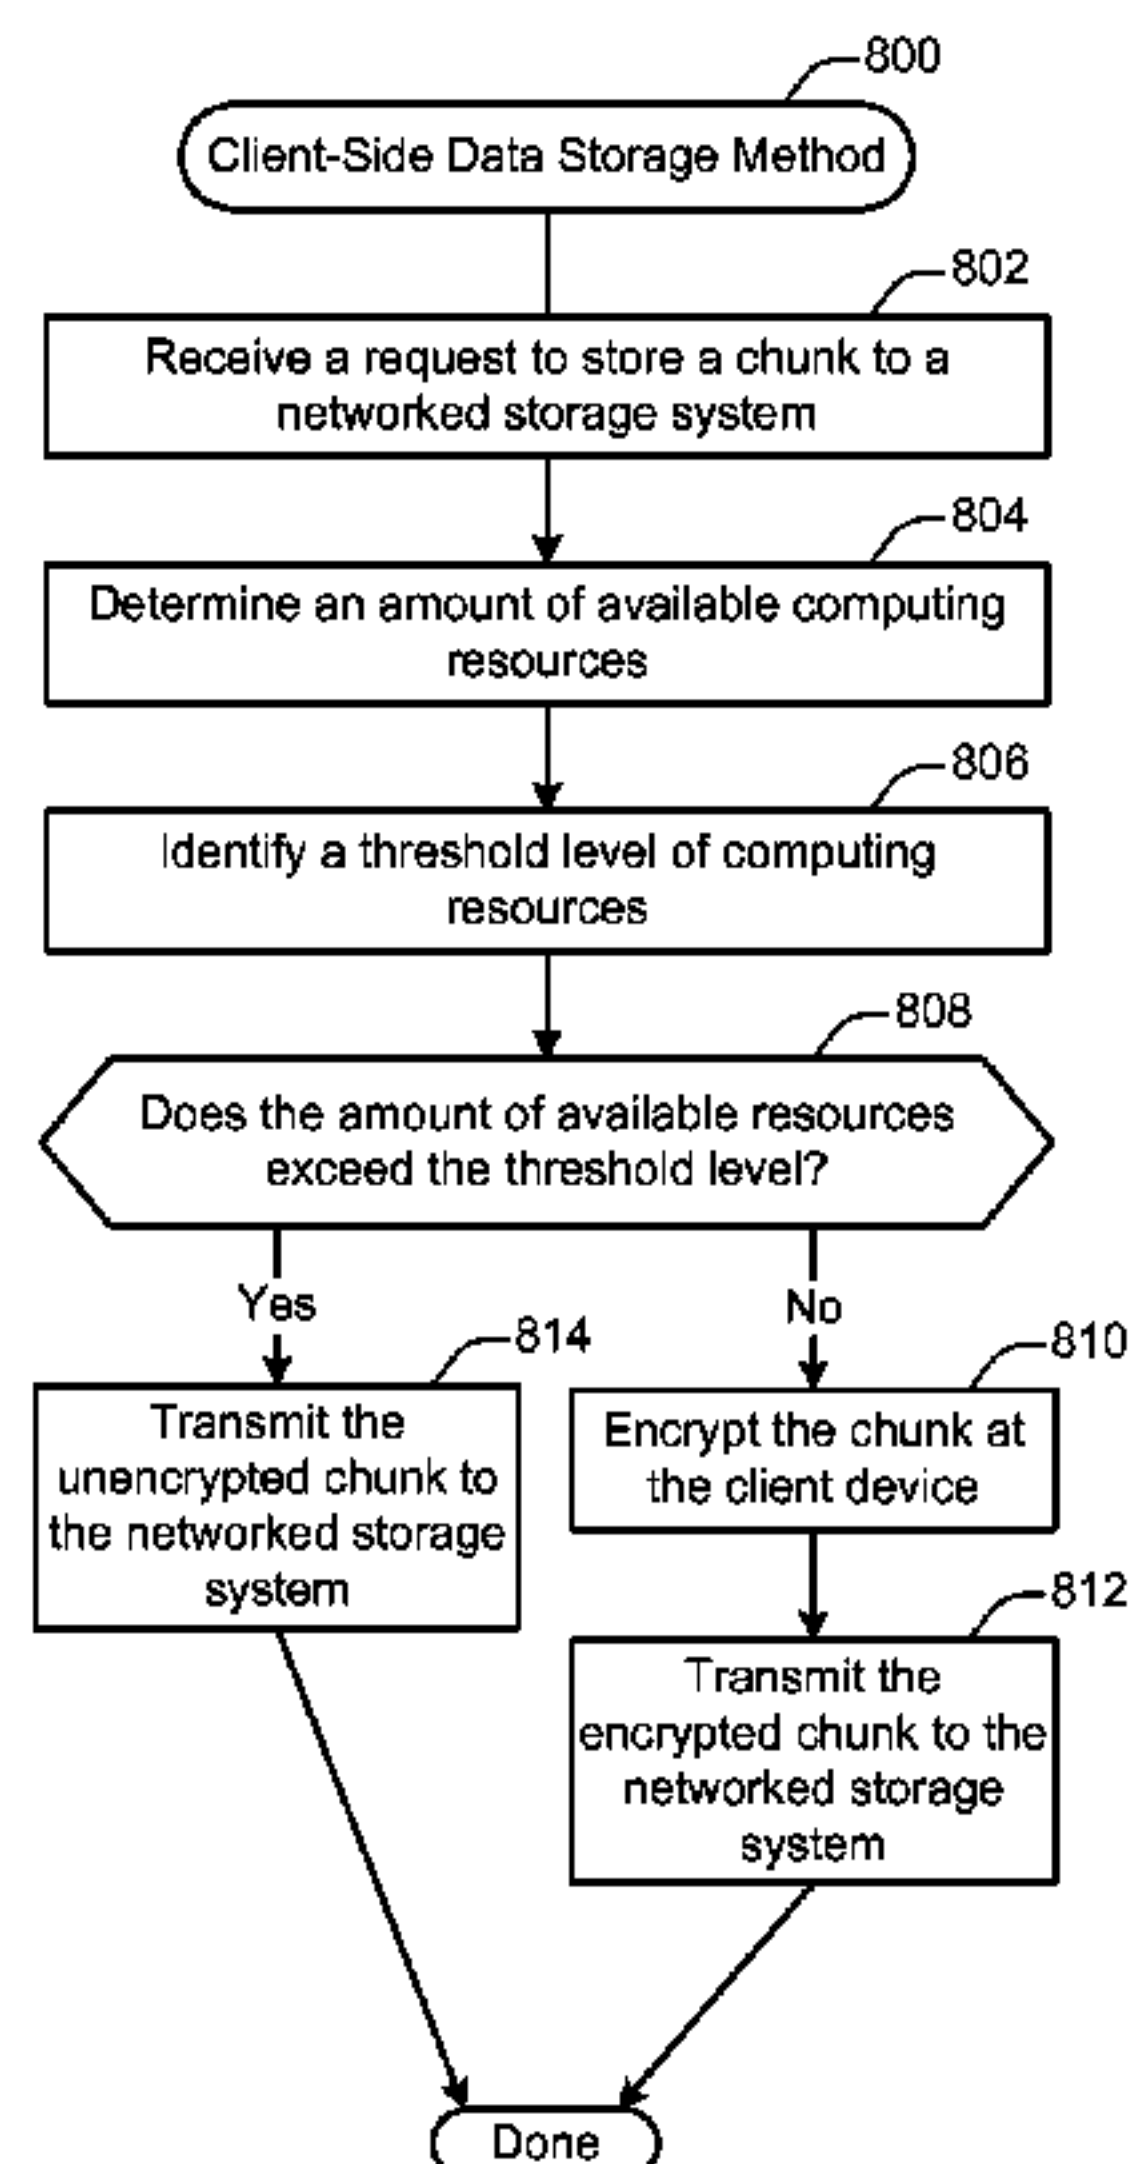 800
Client-Side Data Storage Method
802
Receive a request to store a chunk to a
networked storage system
804
Determine an amount of available computing
resources
806
Identify a threshold level of computing
resources
808
Does the amount of available resources
exceed the threshold level?
Yes
No
814
Transmit the
unencrypted chunk to
the networked storage
system
810
Encrypt the chunk at
the client device
812
Transmit the
encrypted chunk to the
networked storage
system
Done